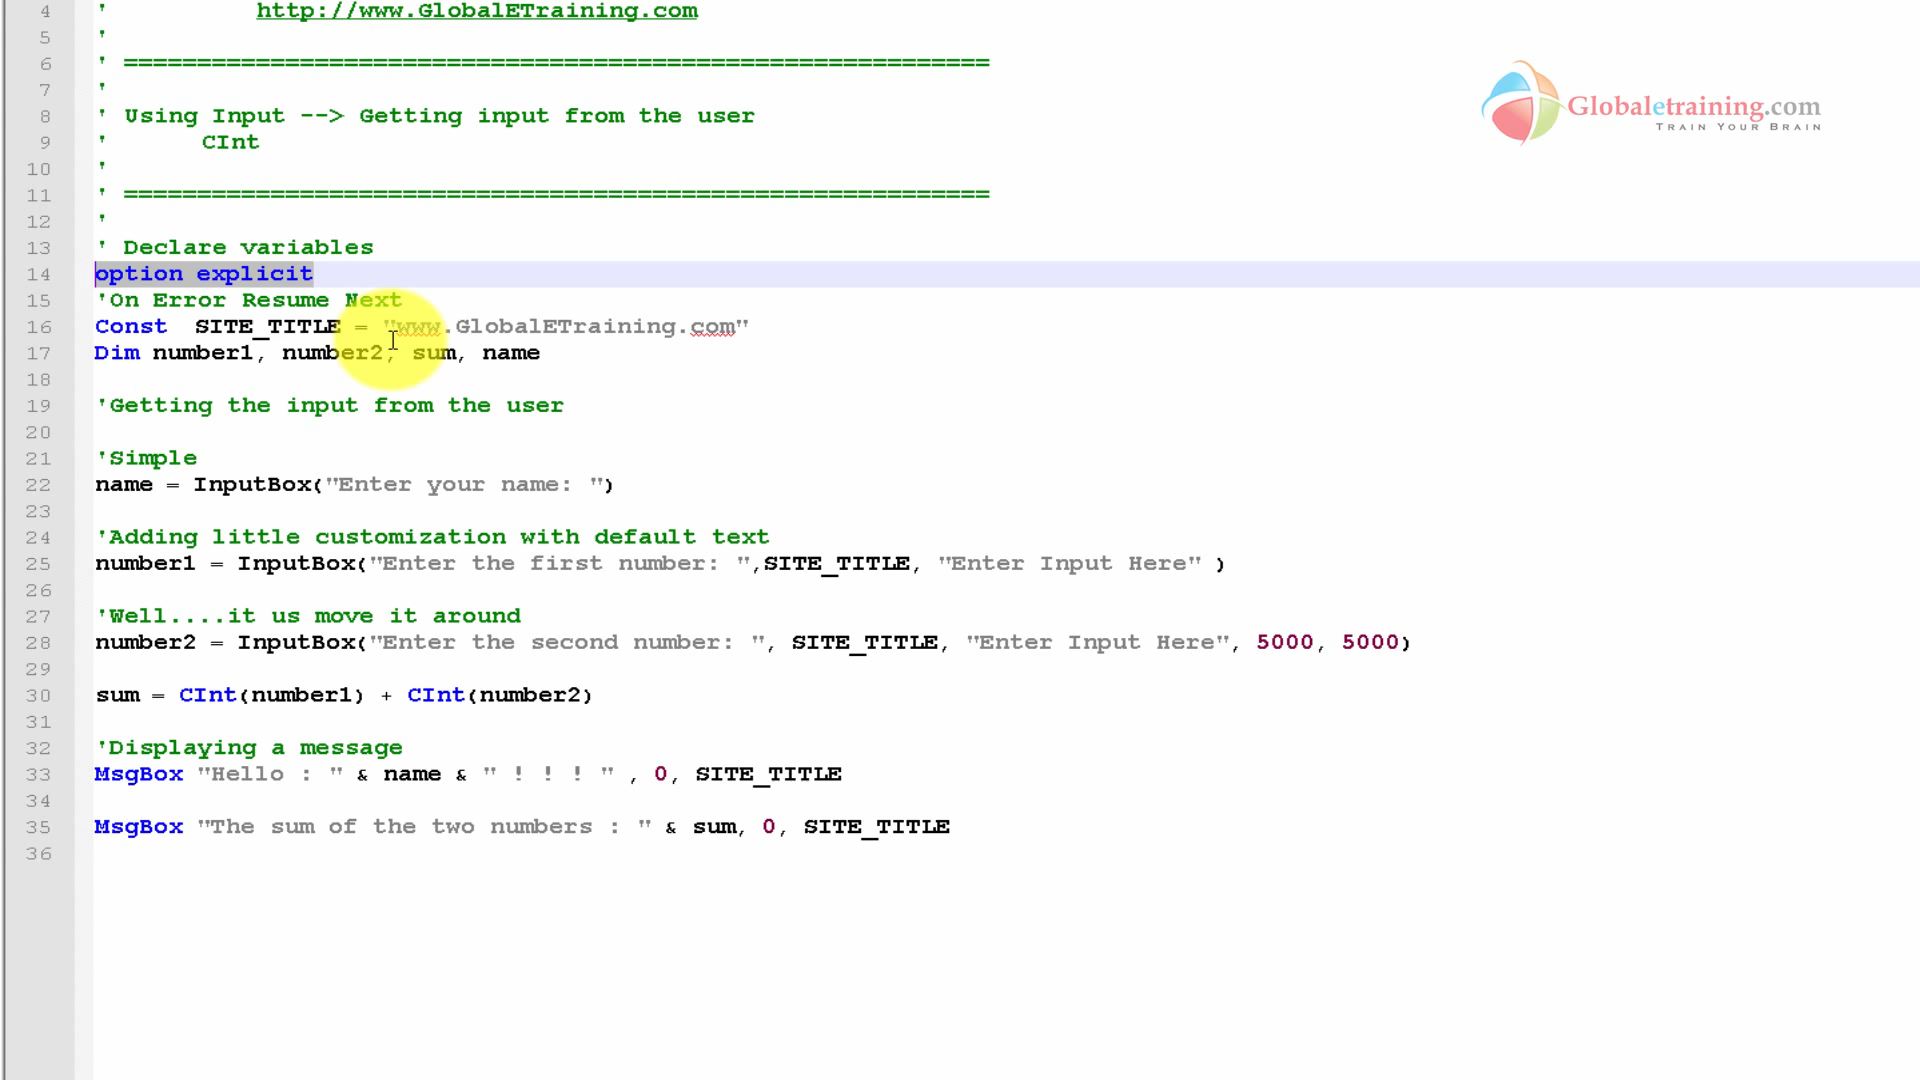 4 ' http://www.GlobalETraining.com
5 '
6 ' ===========================================================
7 '
8 ' Using Input --> Getting input from the user
9 ' CInt
10 '
11 ' ===========================================================
12 '
13 ' Declare variables
14 option explicit
15 'On Error Resume Next
16 Const  SITE_TITLE = "www.GlobalETraining.com"
17 Dim number1, number2, sum, name
18
19 'Getting the input from the user
20
21 'Simple
22 name = InputBox("Enter your name: ")
23
24 'Adding little customization with default text
25 number1 = InputBox("Enter the first number: ",SITE_TITLE, "Enter Input Here" )
26
27 'Well....it us move it around
28 number2 = InputBox("Enter the second number: ", SITE_TITLE, "Enter Input Here", 5000, 5000)
29
30 sum = CInt(number1) + CInt(number2)
31
32 'Displaying a message
33 MsgBox "Hello : " & name & " ! ! ! " , 0, SITE_TITLE
34
35 MsgBox "The sum of the two numbers : " & sum, 0, SITE_TITLE
36
Globaletraining.com
TRAIN YOUR BRAIN